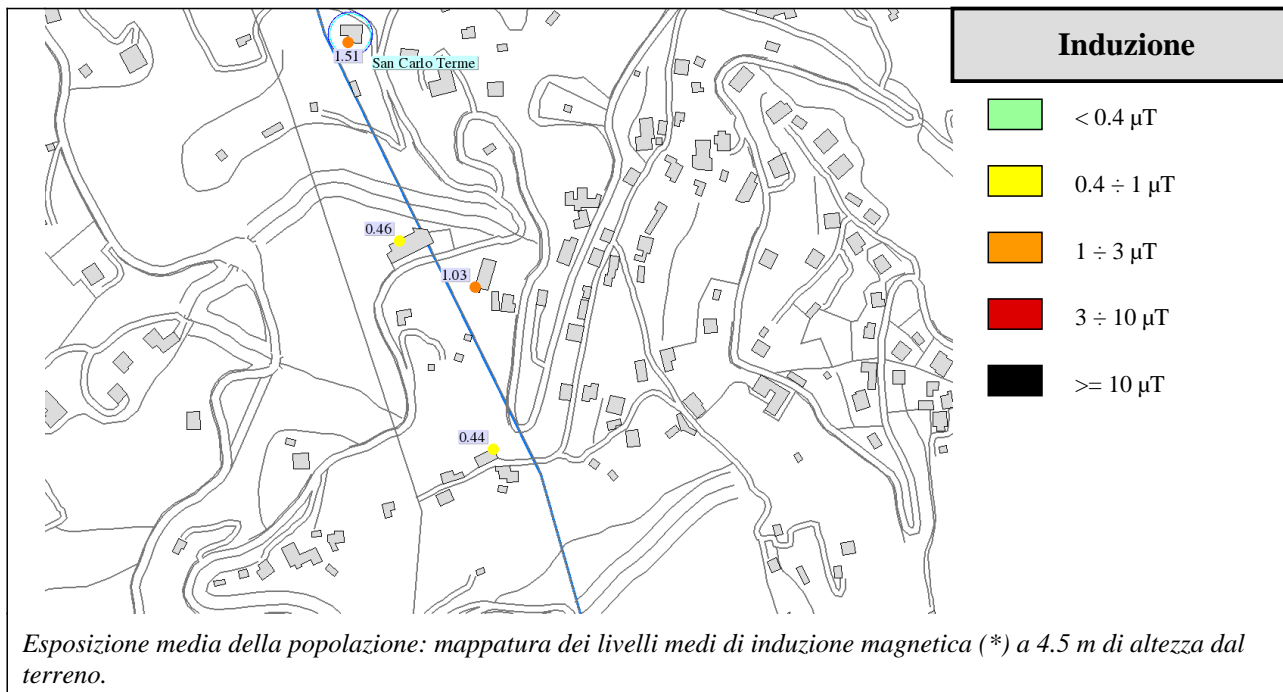 Induzione
1.51
San Carlo Terme
< 0.4 µT
0.4 ÷ 1 µT
0.46
1 ÷ 3 µT
1.03
3 ÷ 10 µT
>= 10 µT
0.44
Esposizione media della popolazione: mappatura dei livelli medi di induzione magnetica (*) a 4.5 m di altezza dal
terreno.